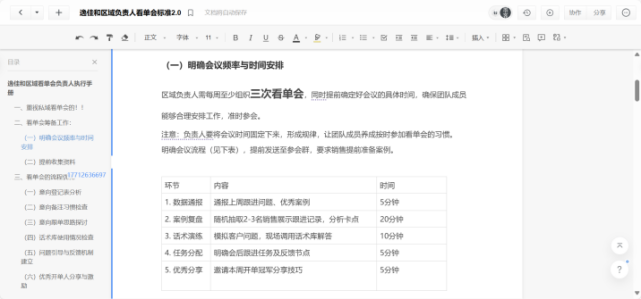 逸佳和区域负责人看单会标准2.0
文档的自动保存
协作
分享
正文
字体
11
B
I
U
S
A
插入
目录
逸佳和区域负责人看单会执行手册
一、重视私域看单会的！！
二、看单会筹备工作：
（一）明确会议频率与时间安排
（二）提前收集资料
三、看单会的流程
17712636697
（一）意向登记表分析
（二）意向备注习惯检查
（三）意向跟单思路探讨
（四）话术库使用情况检查
（五）问题引导与反馈机制建立
（六）优秀开单人分享与激励
（一）明确会议频率与时间安排
区域负责人需每周至少组织三次看单会，同时提前确定好会议的具体时间，确保团队成员
能够合理安排工作，准时参会。
注意：负责人要将会议时间固定下来，形成规律，让团队成员养成按时参加看单会的习惯。
明确会议流程（见下表），提前发送至参会群，要求销售提前准备案例。
环节 内容 时间
1. 数据通报 通报上周跟进问题、优秀案例 5分钟
2. 案例复盘 随机抽取2-3名销售展示跟进记录，分析卡点 20分钟
3. 话术演练 模拟客户问题，现场调用话术库解答 10分钟
4. 任务分配 明确会后跟进任务及反馈节点 5分钟
5. 优秀分享 邀请本周开单冠军分享技巧 5分钟